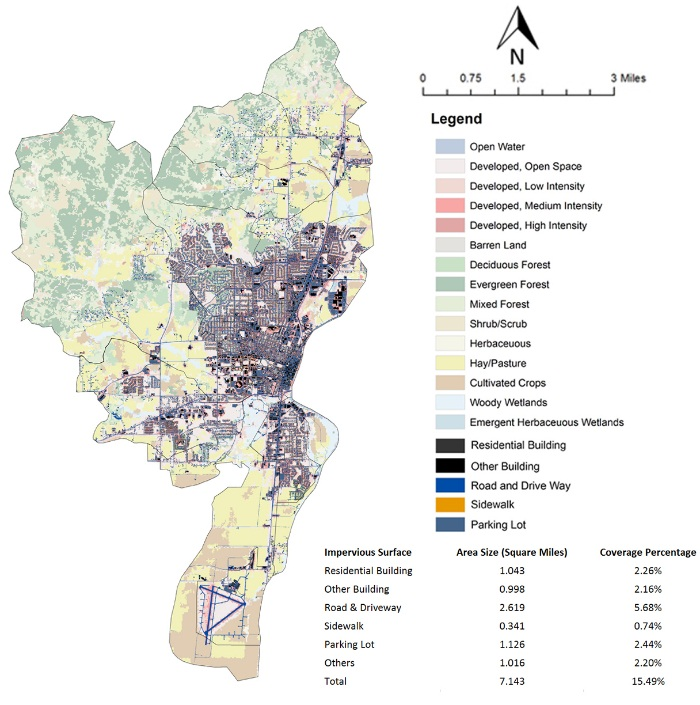 N
0 0.75 1.5 3 Miles
Legend
Open Water
Developed, Open Space
Developed, Low Intensity
Developed, Medium Intensity
Developed, High Intensity
Barren Land
Deciduous Forest
Evergreen Forest
Mixed Forest
Shrub/Scrub
Herbaceous
Hay/Pasture
Cultivated Crops
Woody Wetlands
Emergent Herbaceuous Wetlands
Residential Building
Other Building
Road and Drive Way
Sidewalk
Parking Lot
Impervious Surface Area Size (Square Miles) Coverage Percentage
Residential Building 1.043 2.26%
Other Building 0.998 2.16%
Road & Driveway 2.619 5.68%
Sidewalk 0.341 0.74%
Parking Lot 1.126 2.44%
Others 1.016 2.20%
Total 7.143 15.49%